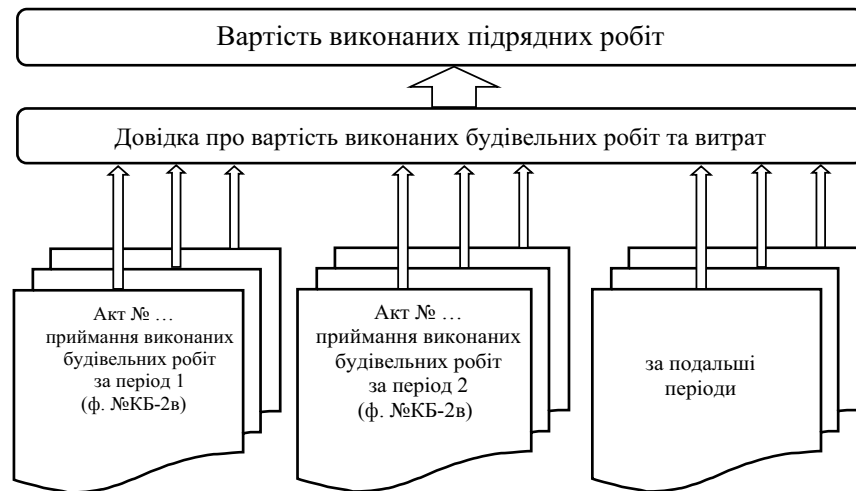 Вартість виконаних підрядних робіт
Довідка про вартість виконаних будівельних робіт та витрат
Акт № …
приймання виконаних
будівельних робіт
за період 1
(ф. №КБ-2в)
Акт № …
приймання виконаних
будівельних робіт
за період 2
(ф. №КБ-2в)
за подальші
періоди